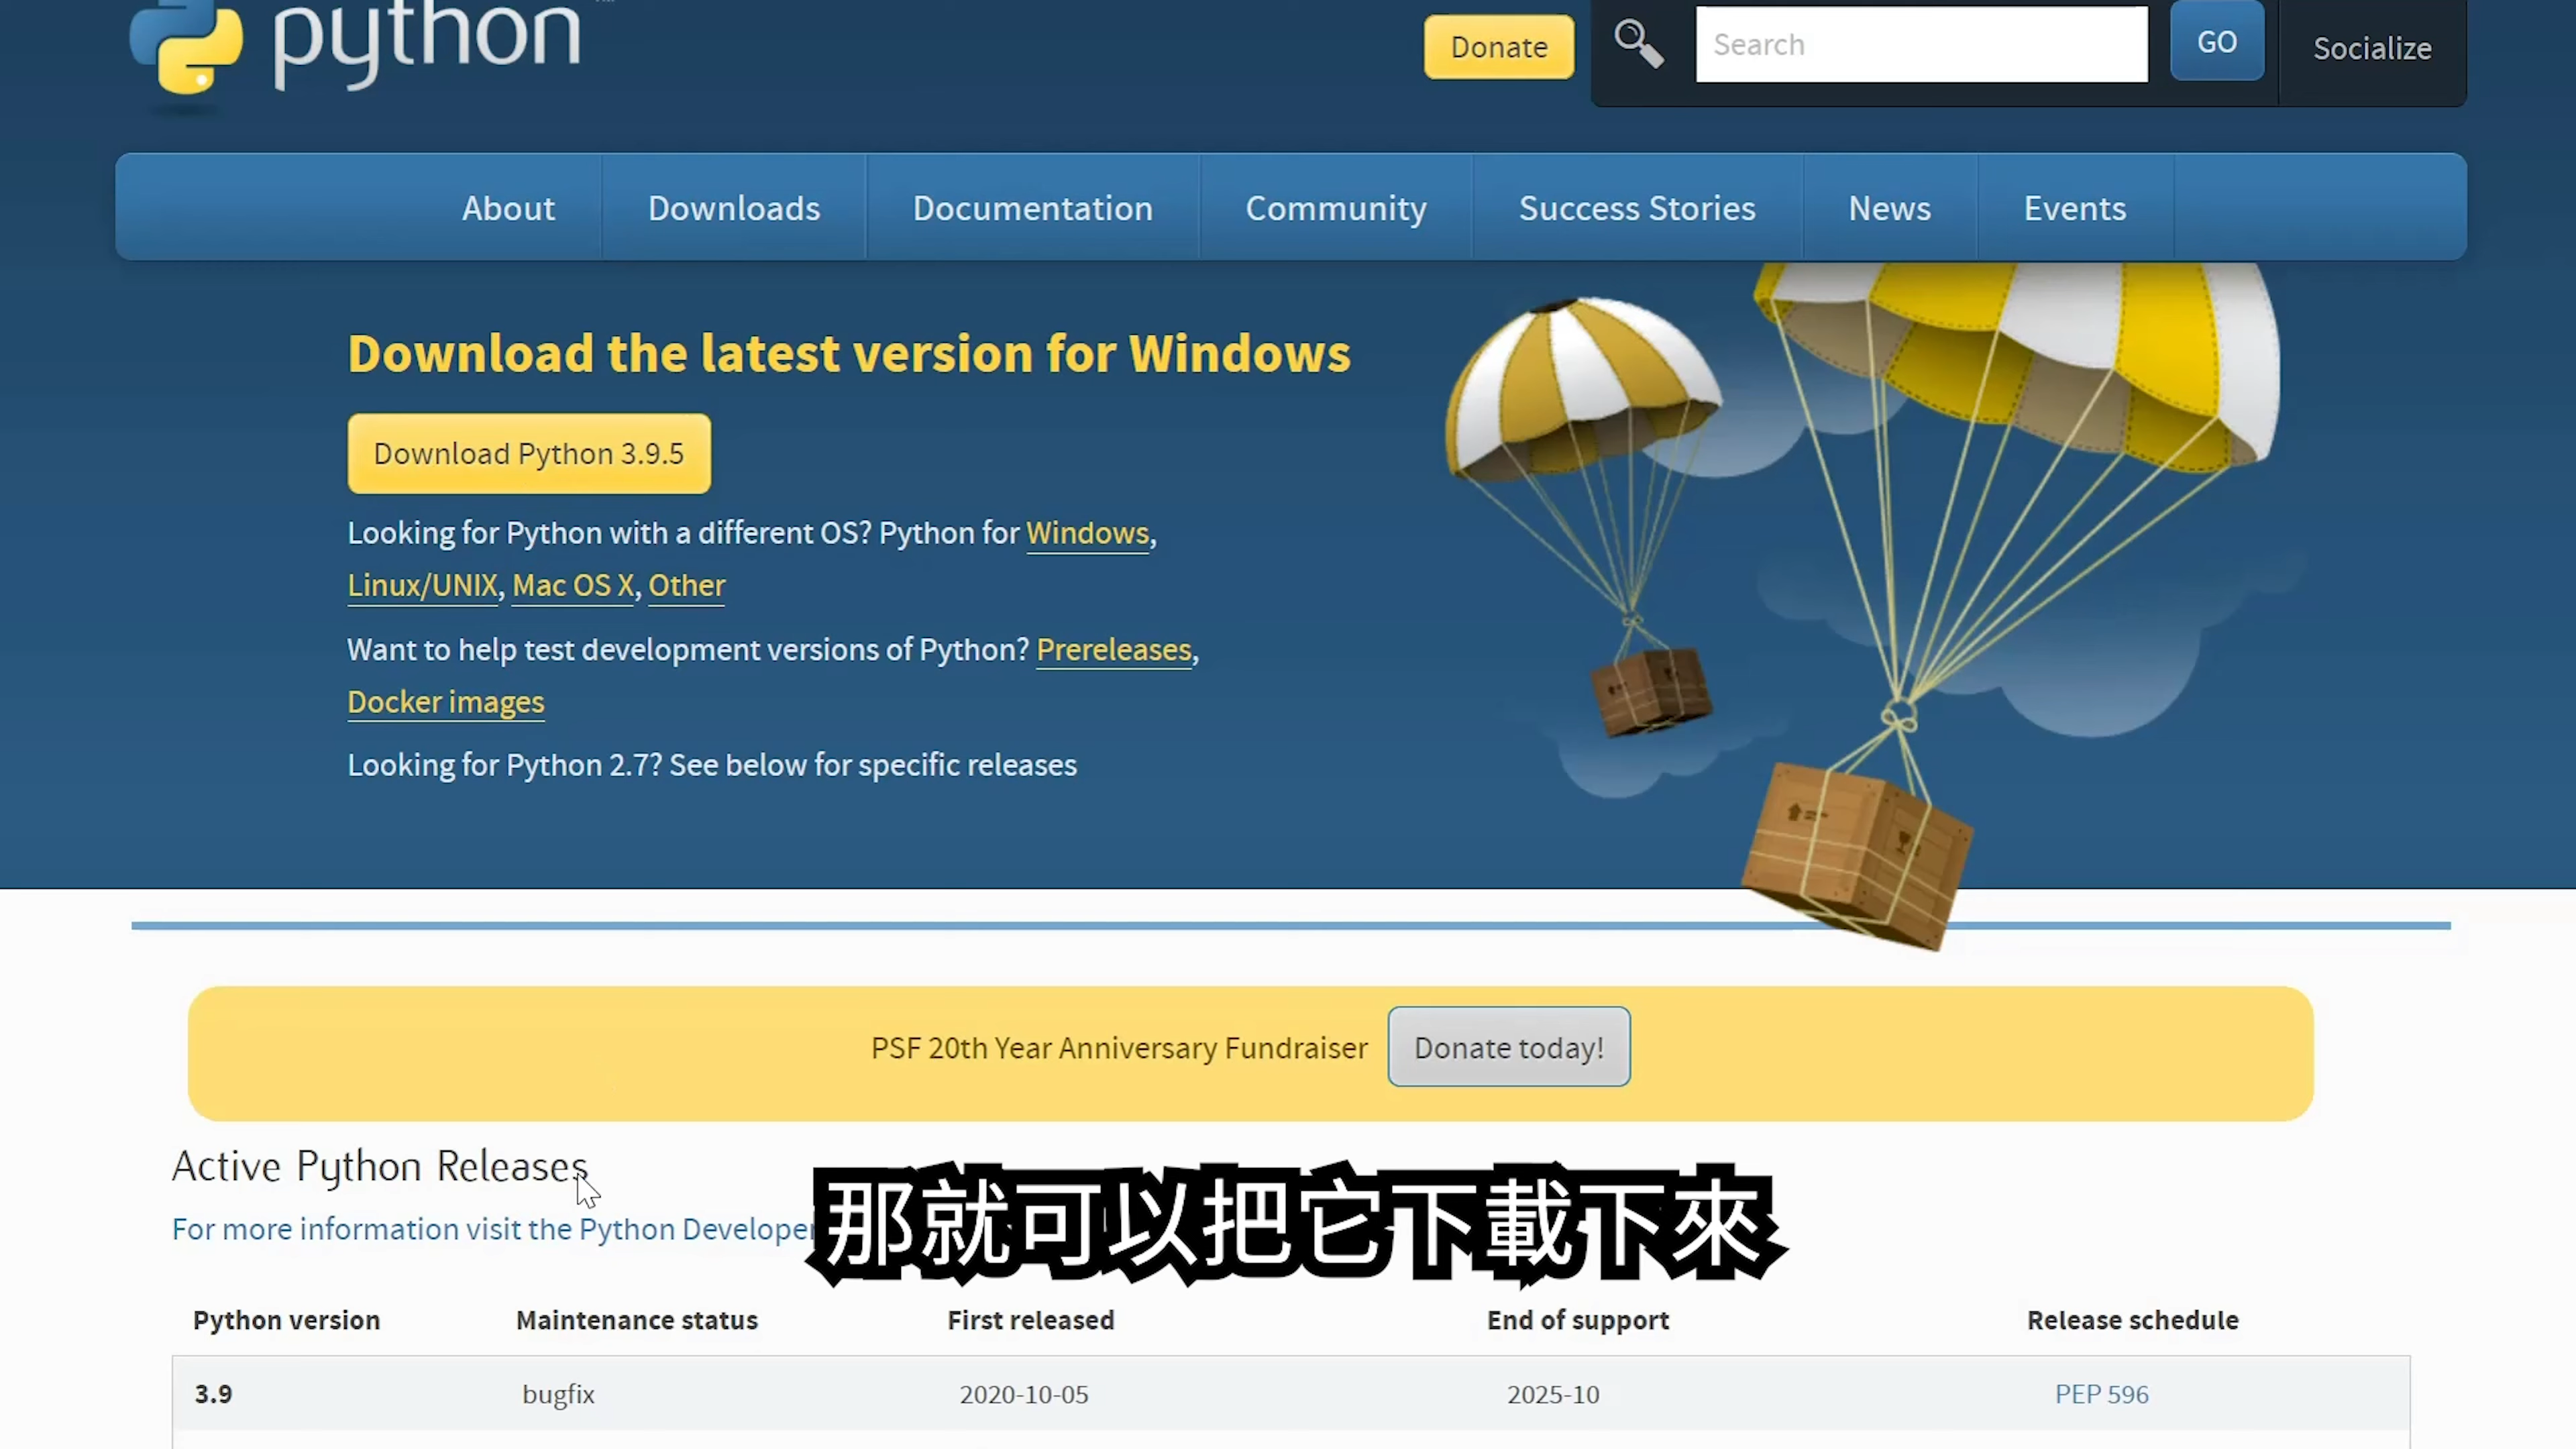 python
Donate
Search
GO
Socialize
About
Downloads
Documentation
Community
Success Stories
News
Events
Download the latest version for Windows
Download Python 3.9.5
Looking for Python with a different OS? Python for Windows,
Linux/UNIX, Mac OS X, Other
Want to help test development versions of Python? Prereleases,
Docker images
Looking for Python 2.7? See below for specific releases
PSF 20th Year Anniversary Fundraiser
Donate today!
Active Python Releases
For more information visit the Python Developer
那就可以把它下載下來
Python version
Maintenance status
First released
End of support
Release schedule
3.9
bugfix
2020-10-05
2025-10
PEP 596